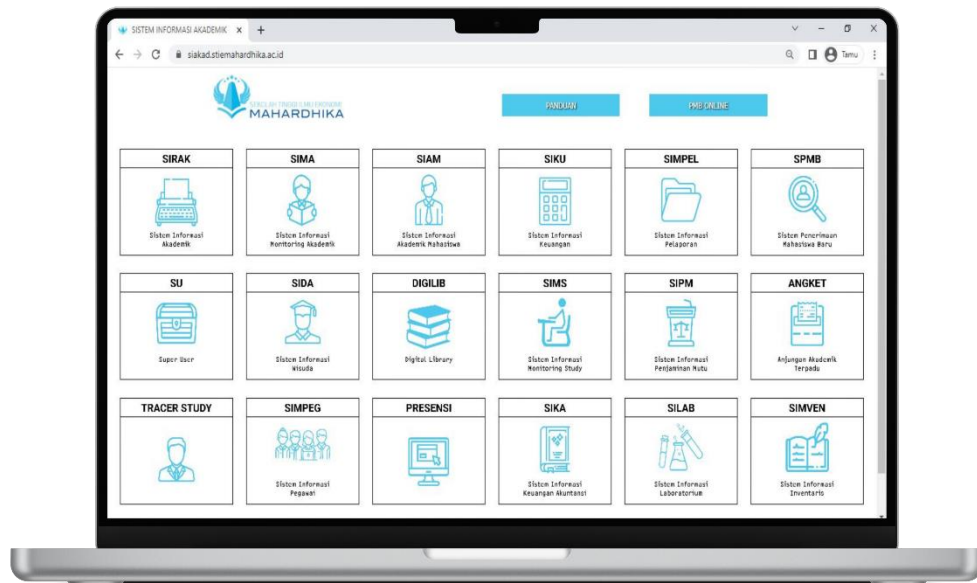 SISTEM INFORMASI AKADEMIK
siakad.stiemahardhika.ac.id
Tamu
SEKOLAH TINGGI ILMU EKONOMI
MAHARDHIKA
PANDUAN
PMB ONLINE
SIRAK
Sistem Informasi
Akademik
SIMA
Sistem Informasi
Monitoring Akademik
SIAM
Sistem Informasi
Akademik Mahasiswa
SIKU
Sistem Informasi
Keuangan
SIMPEL
Sistem Informasi
Pelaporan
SPMB
Sistem Penerimaan
Mahasiswa Baru
SU
Super User
SIDA
Sistem Informasi
Wisuda
DIGILIB
Digital Library
SIMS
Sistem Informasi
Monitoring Study
SIPM
Sistem Informasi
Penjaminan Mutu
ANGKET
Anjungan Akademik
Terpadu
TRACER STUDY
SIMPEG
Sistem Informasi
Pegawai
PRESENSI
SIKA
Sistem Informasi
Keuangan Akuntansi
SILAB
Sistem Informasi
Laboratorium
SIMVEN
Sistem Informasi
Inventaris